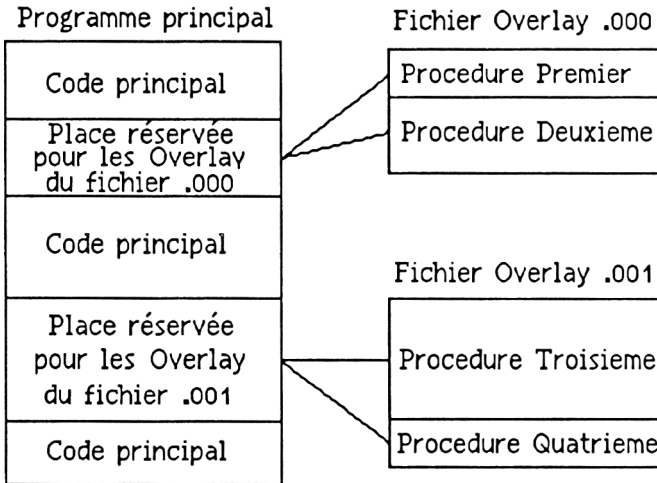 Programme principal
Code principal
Place réservée
pour les Overlay
du fichier .000
Code principal
Place réservée
pour les Overlay
du fichier .001
Code principal
Fichier Overlay .000
Procedure Premier
Procedure Deuxieme
Fichier Overlay .001
Procedure Troisieme
Procedure Quatrieme